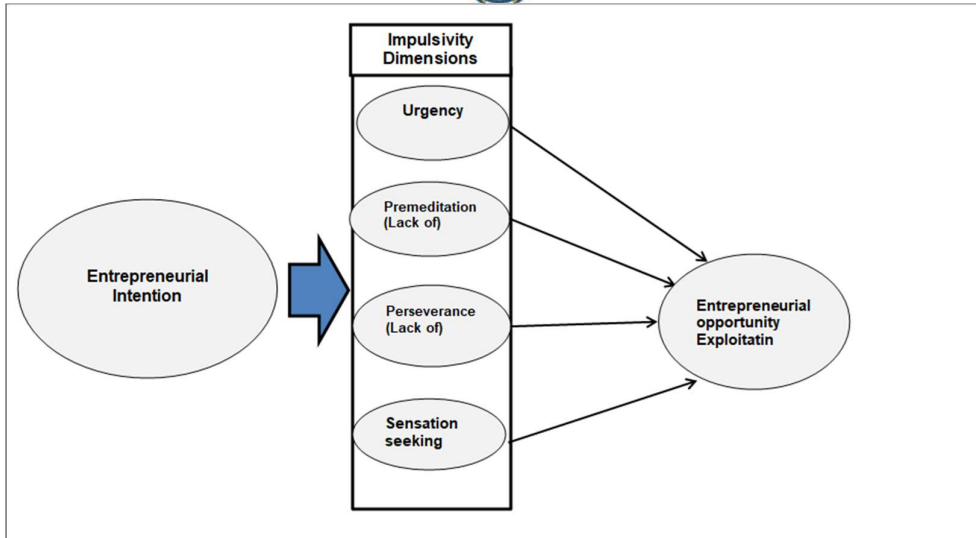 Impulsivity
Dimensions
Urgency
Premeditation
(Lack of)
Entrepreneurial
Intention
Perseverance
(Lack of)
Entrepreneurial
opportunity
Exploitatin
Sensation
seeking